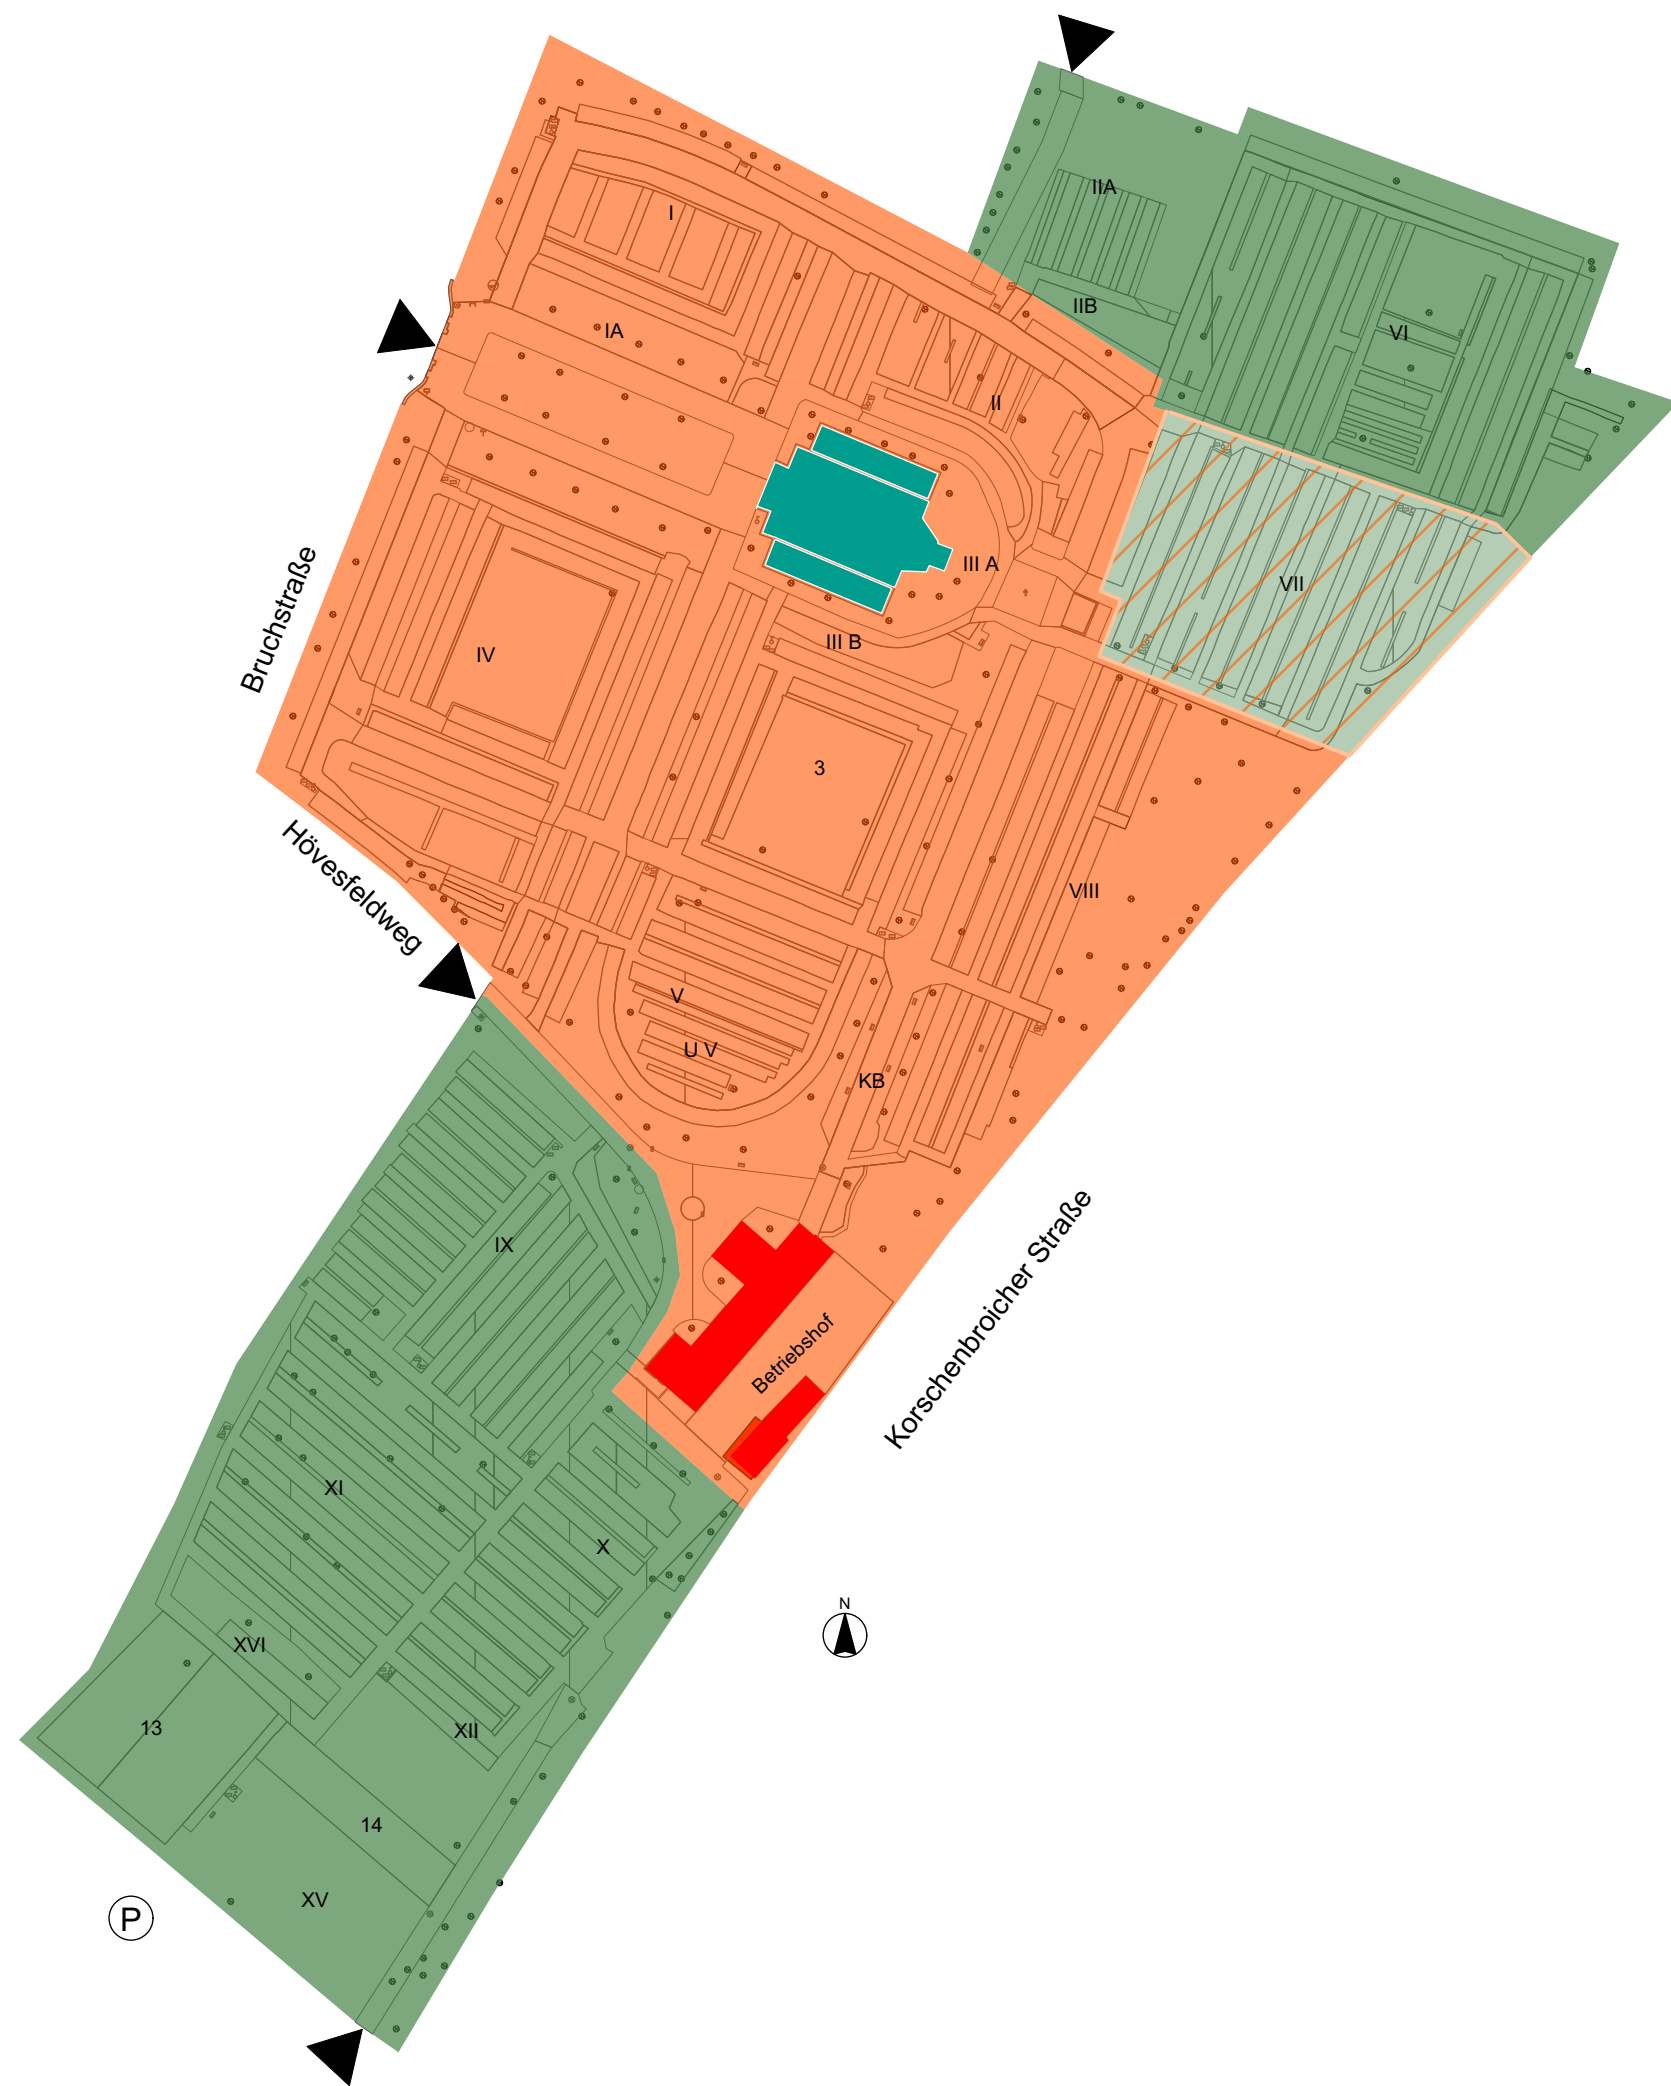 IIA
I
IIB
IA
VI
II
III A
VII
Bruchstraße
III B
IV
3
Hövesfeldweg
VIII
V
U V
KB
IX
Korschenbroicher Straße
Betriebshof
XI
X
N
XVI
13
XII
14
XV
P